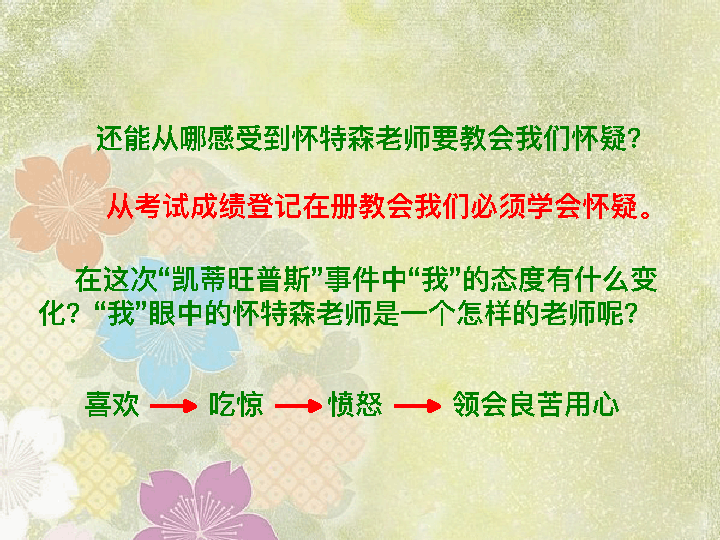 还能从哪感受到怀特森老师要教会我们怀疑？
从考试成绩登记在册教会我们必须学会怀疑。
在这次“凯蒂旺普斯”事件中“我”的态度有什么变
化？“我”眼中的怀特森老师是一个怎样的老师呢？
喜欢 → 吃惊 → 愤怒 → 领会良苦用心